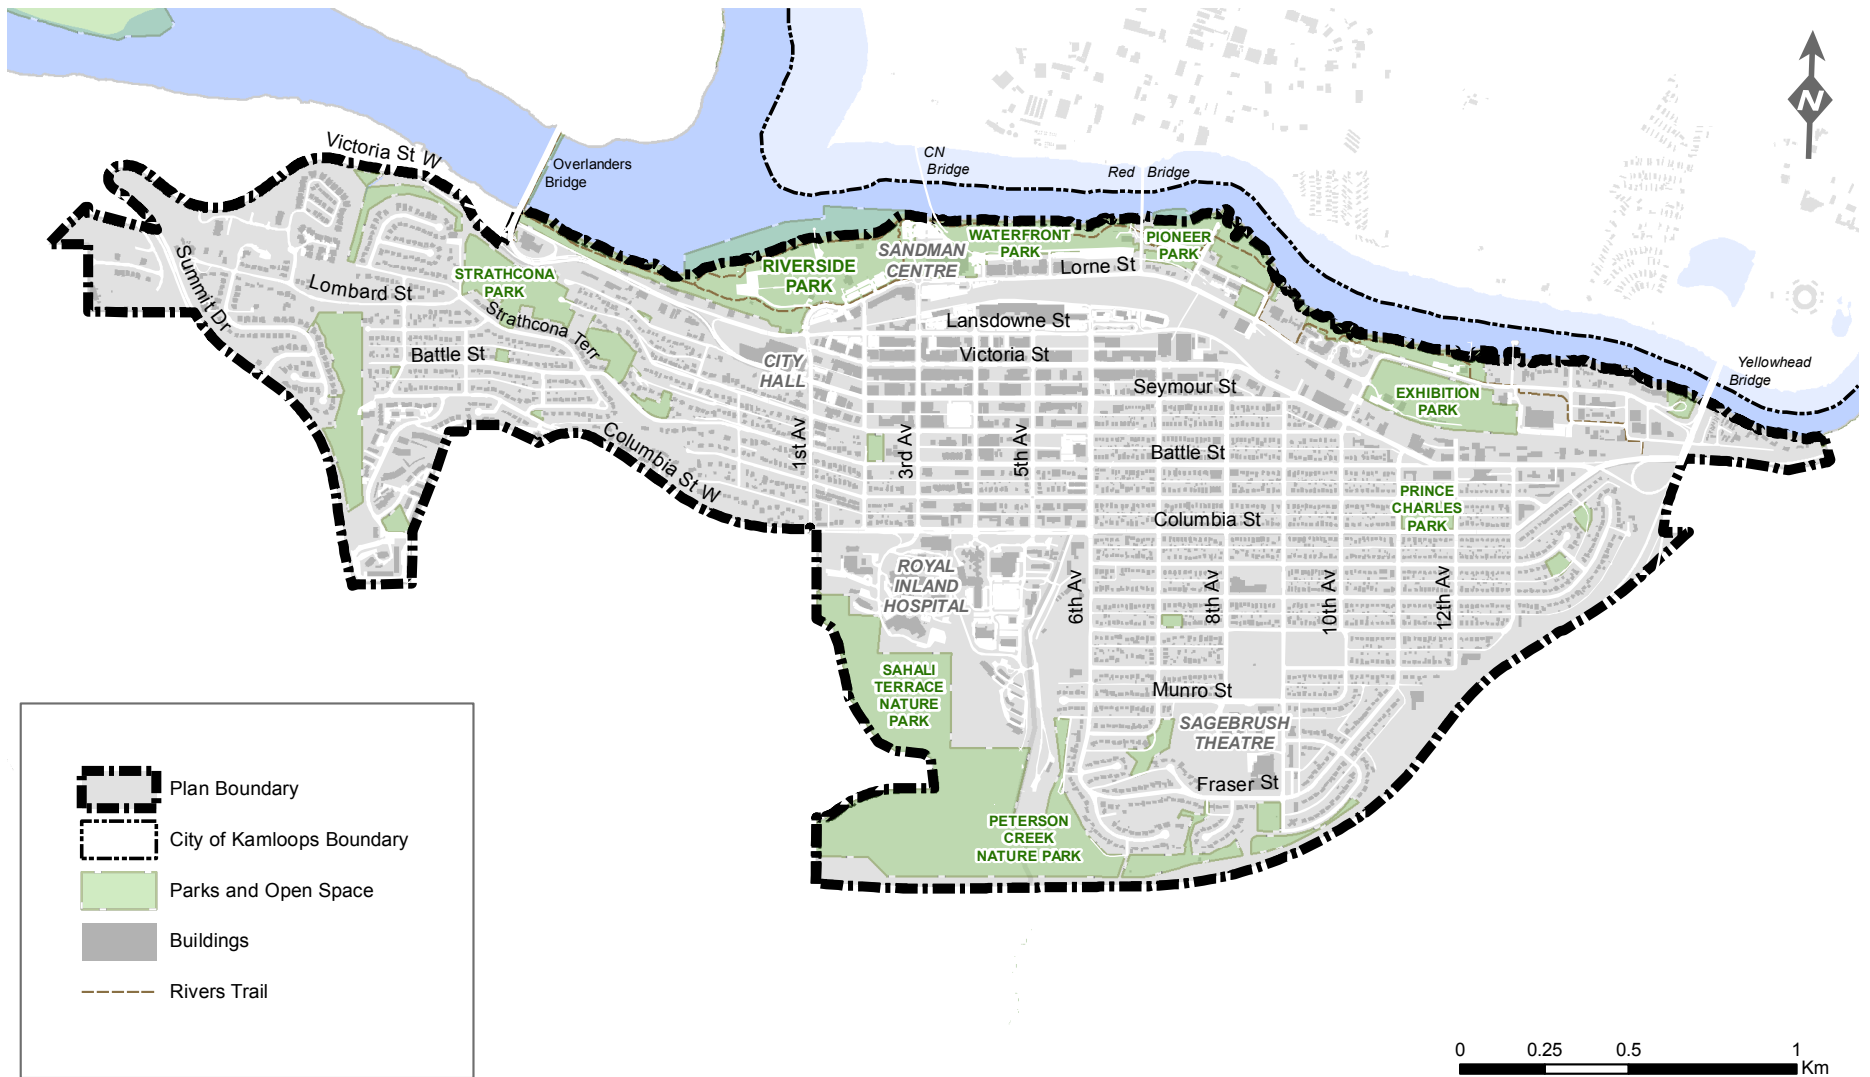 Victoria St W
Overlanders
Bridge
CN
Bridge
Red Bridge
N
Summit Dr
Lombard St
STRATHCONA
PARK
Strathcona Terr
Battle St
RIVERSIDE
PARK
SANDMAN
CENTRE
WATERFRONT
PARK
PIONEER
PARK
Lorne St
Lansdowne St
CITY
HALL
Victoria St
Seymour St
EXHIBITION
PARK
Yellowhead
Bridge
Columbia St W
1st Av
3rd Av
5th Av
Battle St
PRINCE
CHARLES
PARK
Columbia St
ROYAL
INLAND
HOSPITAL
6th Av
8th Av
10th Av
12th Av
SAHALI
TERRACE
NATURE
PARK
Munro St
SAGEBRUSH
THEATRE
Fraser St
PETERSON
CREEK
NATURE PARK
Plan Boundary
City of Kamloops Boundary
Parks and Open Space
Buildings
Rivers Trail
0 0.25 0.5 1
Km